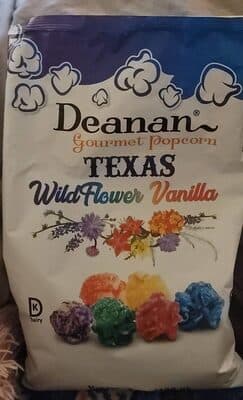 Deanan®
Gourmet Popcorn
TEXAS
WildFlower Vanilla
K
Dairy